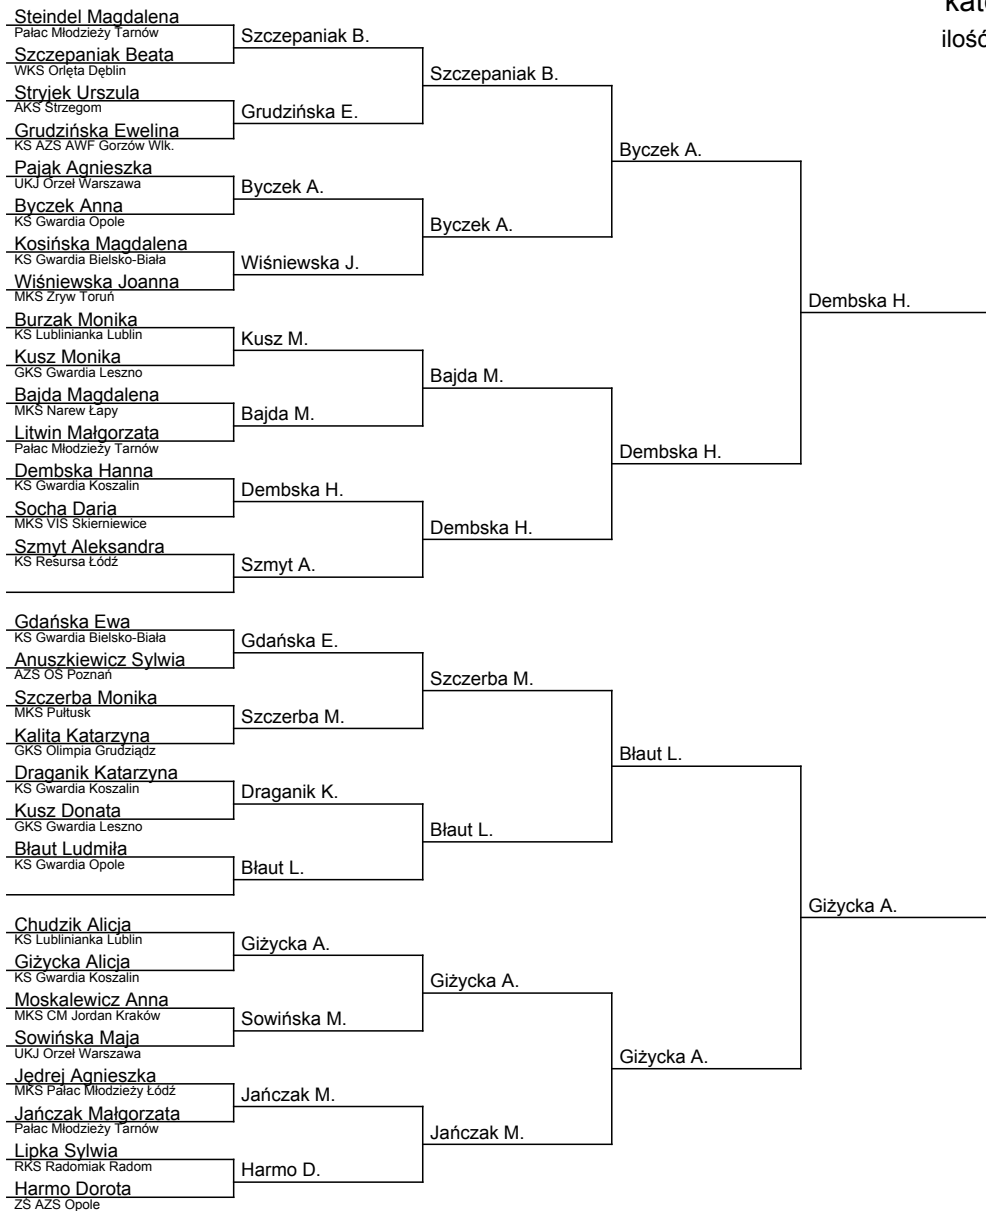 Steindel Magdalena
Pałac Młodzieży Tarnów
Szczepaniak Beata
WKS Orlęta Dęblin
Stryjek Urszula
AKS Strzegom
Grudzińska Ewelina
KS AZS AWF Gorzów Wlk.
Pająk Agnieszka
UKJ Orzeł Warszawa
Byczek Anna
KS Gwardia Opole
Kosińska Magdalena
KS Gwardia Bielsko-Biała
Wiśniewska Joanna
MKS Zryw Toruń
Burzak Monika
KS Lublinianka Lublin
Kusz Monika
GKS Gwardia Leszno
Bajda Magdalena
MKS Narew Łapy
Litwin Małgorzata
Pałac Młodzieży Tarnów
Dembska Hanna
KS Gwardia Koszalin
Socha Daria
MKS VIS Skierniewice
Szmyt Aleksandra
KS Resursa Łódź
Gdańska Ewa
KS Gwardia Bielsko-Biała
Anuszkiewicz Sylwia
AZS OŚ Poznań
Szczerba Monika
MKS Pułtusk
Kalita Katarzyna
GKS Olimpia Grudziądz
Draganik Katarzyna
KS Gwardia Koszalin
Kusz Donata
GKS Gwardia Leszno
Błaut Ludmiła
KS Gwardia Opole
Chudzik Alicja
KS Lublinianka Lublin
Giżycka Alicja
KS Gwardia Koszalin
Moskalewicz Anna
MKS CM Jordan Kraków
Sowińska Maja
UKJ Orzeł Warszawa
Jędrej Agnieszka
MKS Pałac Młodzieży Łódź
Jańczak Małgorzata
Pałac Młodzieży Tarnów
Lipka Sylwia
RKS Radomiak Radom
Harmo Dorota
ZŚ AZS Opole
Szczepaniak B.
Grudzińska E.
Byczek A.
Wiśniewska J.
Kusz M.
Bajda M.
Dembska H.
Szmyt A.
Gdańska E.
Szczerba M.
Draganik K.
Błaut L.
Giżycka A.
Sowińska M.
Jańczak M.
Harmo D.
Szczepaniak B.
Byczek A.
Bajda M.
Dembska H.
Szczerba M.
Błaut L.
Giżycka A.
Jańczak M.
Byczek A.
Dembska H.
Błaut L.
Giżycka A.
Dembska H.
Giżycka A.
ilość